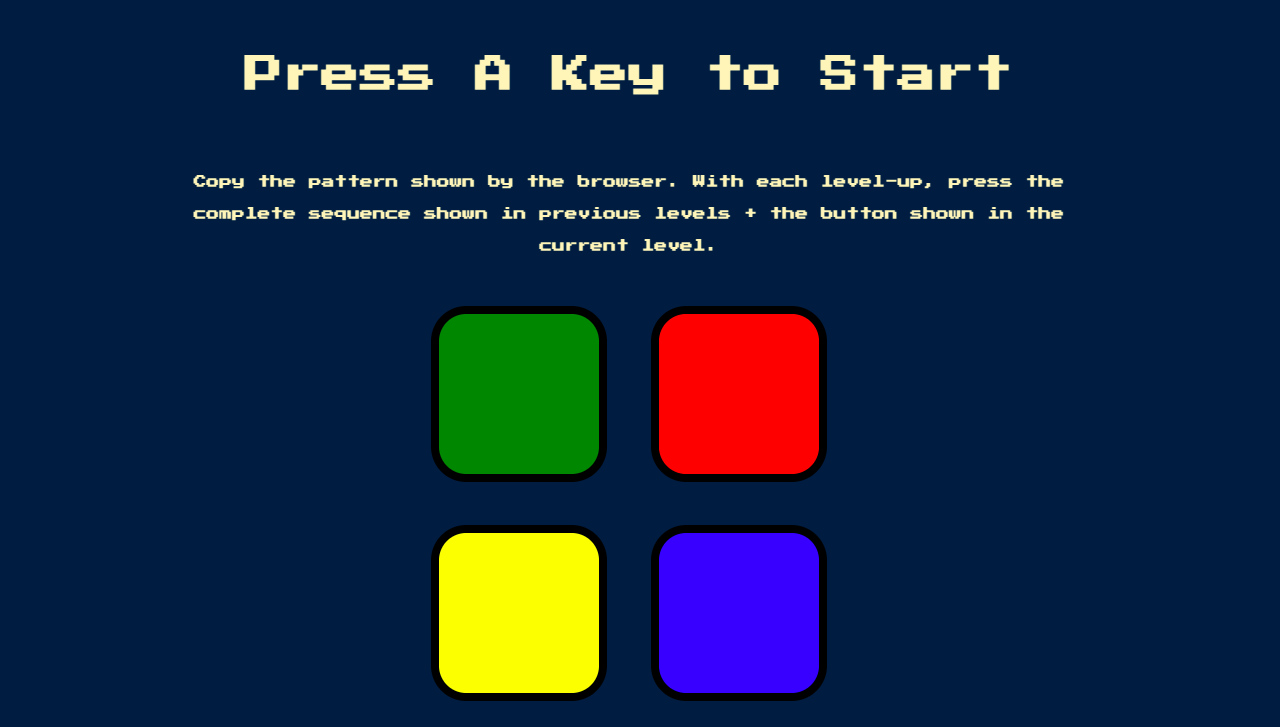 Press A Key to Start
Copy the pattern shown by the browser. With each level-up, press the
complete sequence shown in previous levels + the button shown in the
current level.